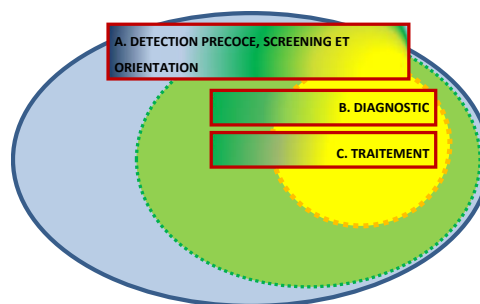 A. DETECTION PRECOCE, SCREENING ET
ORIENTATION
B. DIAGNOSTIC
C. TRAITEMENT